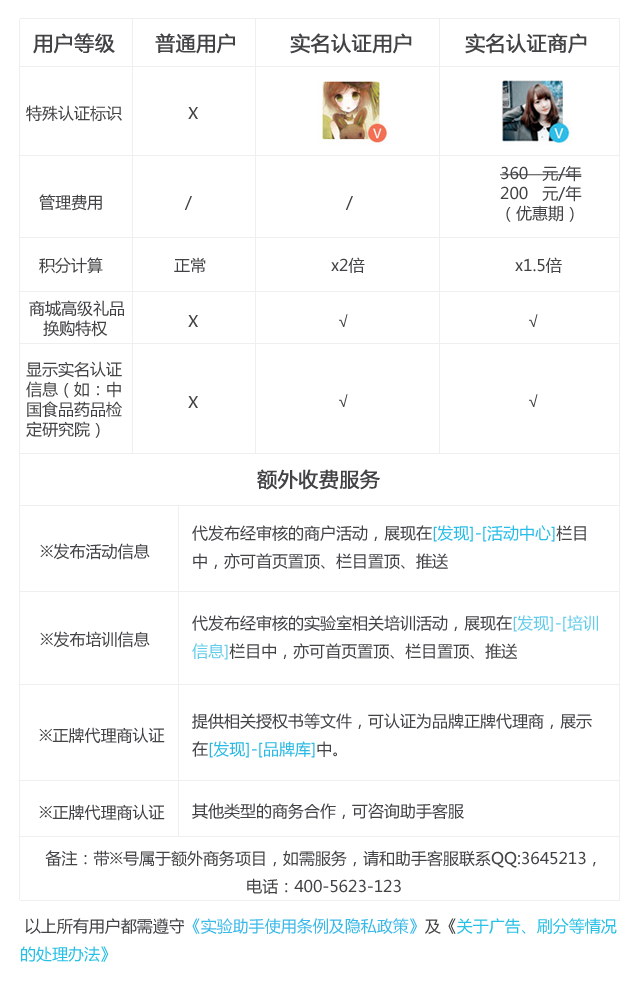 用户等级 普通用户 实名认证用户 实名认证商户
特殊认证标识 X V V
管理费用 / / 360 元/年
200 元/年
（优惠期）
积分计算 正常 x2倍 x1.5倍
商城高级礼品
换购特权 X √ √
显示实名认证
信息（如：中
国食品药品检
定研究院） X √ √
额外收费服务
※发布活动信息
代发布经审核的商户活动，展现在[发现]-[活动中心]栏目
中，亦可首页置顶、栏目置顶、推送
※发布培训信息
代发布经审核的实验室相关培训活动，展现在[发现]-[培训
信息]栏目中，亦可首页置顶、栏目置顶、推送
※正牌代理商认证
提供相关授权书等文件，可认证为品牌正牌代理商，展示
在[发现]-[品牌库]中。
※正牌代理商认证 其他类型的商务合作，可咨询助手客服
备注：带※号属于额外商务项目，如需服务，请和助手客服联系QQ:3645213，
电话：400-5623-123
以上所有用户都需遵守《实验助手使用条例及隐私政策》及《关于广告、刷分等情况
的处理办法》